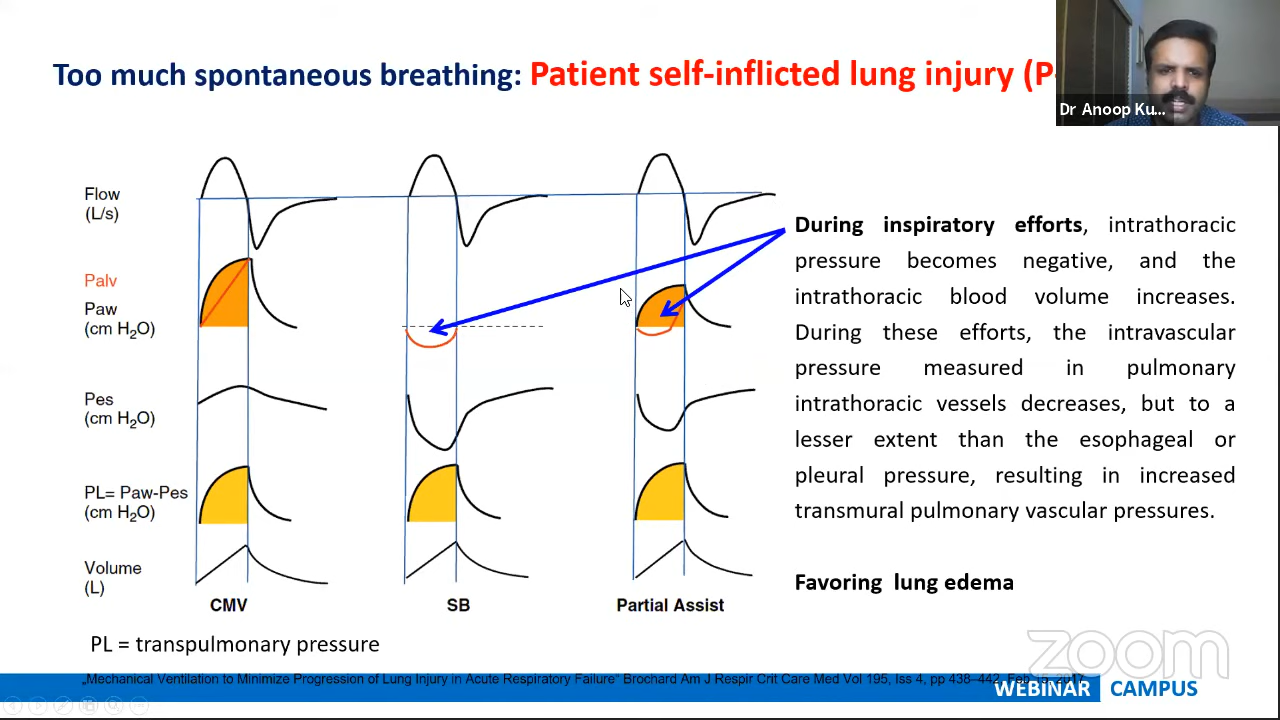 Too much spontaneous breathing: Patient self-inflicted lung injury (P-
Dr Anoop Ku...
Flow
(L/s)
Palv
Paw
(cm H2O)
Pes
(cm H2O)
PL= Paw-Pes
(cm H2O)
Volume
(L)
CMV
SB
Partial Assist
During inspiratory efforts, intrathoracic
pressure becomes negative, and the
intrathoracic blood volume increases.
During these efforts, the intravascular
pressure measured in pulmonary
intrathoracic vessels decreases, but to a
lesser extent than the esophageal or
pleural pressure, resulting in increased
transmural pulmonary vascular pressures.
Favoring lung edema
PL = transpulmonary pressure
zoom
„Mechanical Ventilation to Minimize Progression of Lung Injury in Acute Respiratory Failure“ Brochard Am J Respir Crit Care Med Vol 195, Iss 4, pp 438–442, Feb
WEBINAR CAMPUS